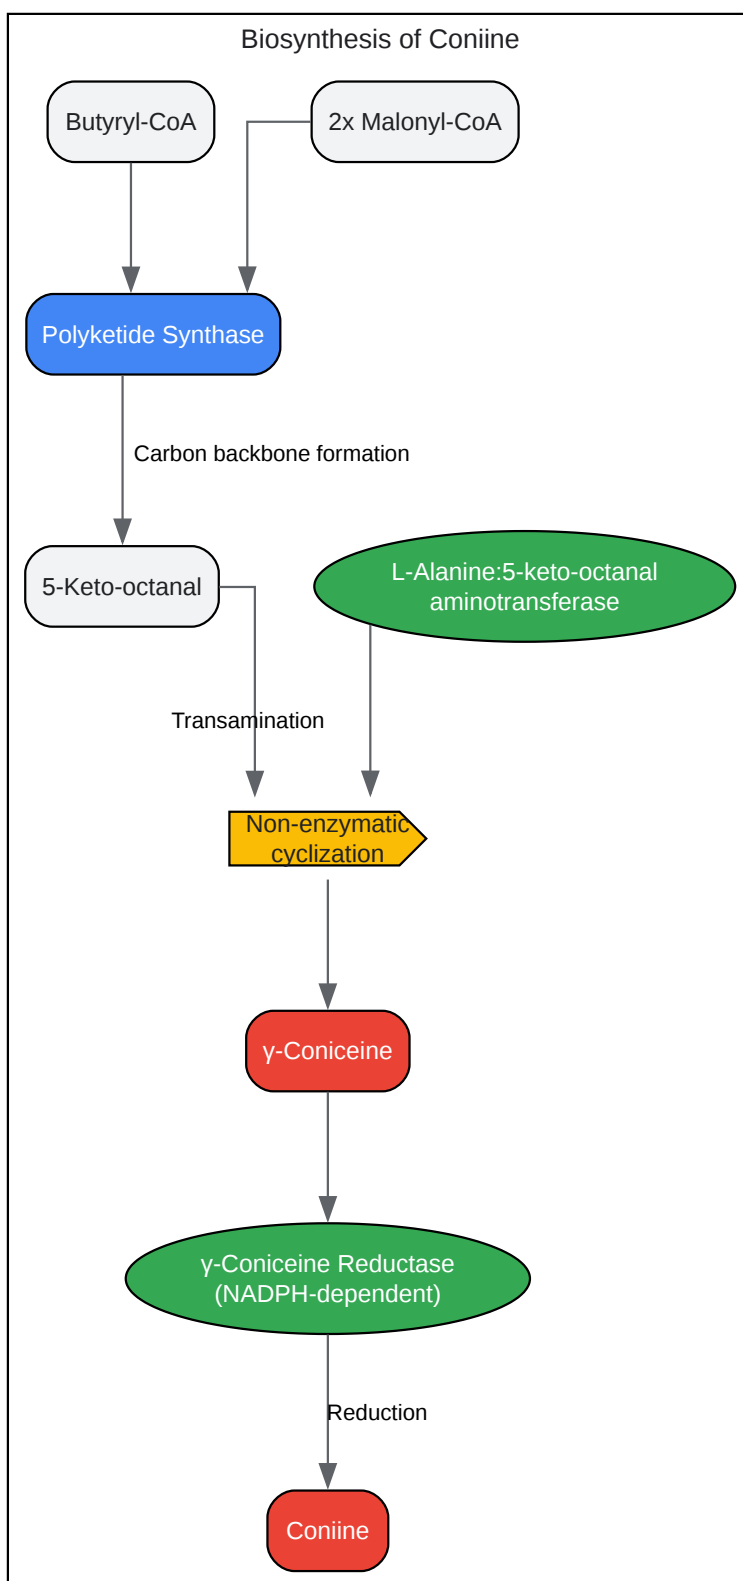 Biosynthesis of Coniine
Butyryl-CoA
2x Malonyl-CoA
Polyketide Synthase
Carbon backbone formation
5-Keto-octanal
L-Alanine:5-keto-octanal
aminotransferase
Transamination
Non-enzymatic
cyclization
γ-Coniceine
γ-Coniceine Reductase
(NADPH-dependent)
Reduction
Coniine